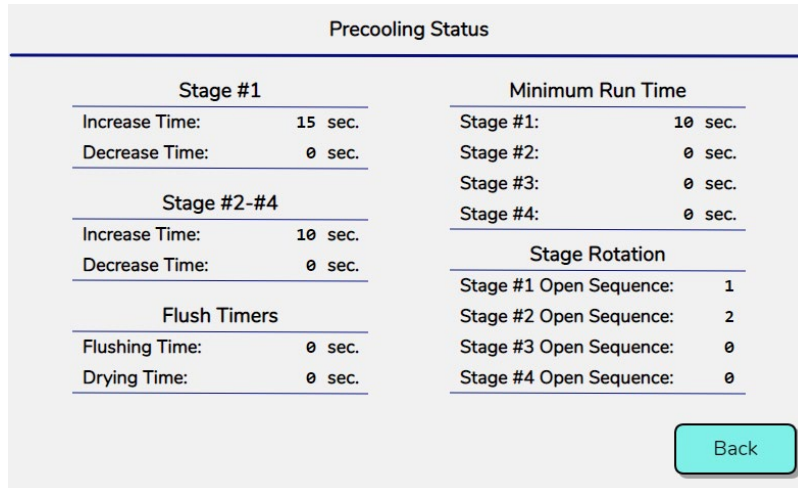 Precooling Status
Stage #1
Increase Time: 15 sec.
Decrease Time: 0 sec.
Stage #2-#4
Increase Time: 10 sec.
Decrease Time: 0 sec.
Flush Timers
Flushing Time: 0 sec.
Drying Time: 0 sec.
Minimum Run Time
Stage #1: 10 sec.
Stage #2: 0 sec.
Stage #3: 0 sec.
Stage #4: 0 sec.
Stage Rotation
Stage #1 Open Sequence: 1
Stage #2 Open Sequence: 2
Stage #3 Open Sequence: 0
Stage #4 Open Sequence: 0
Back